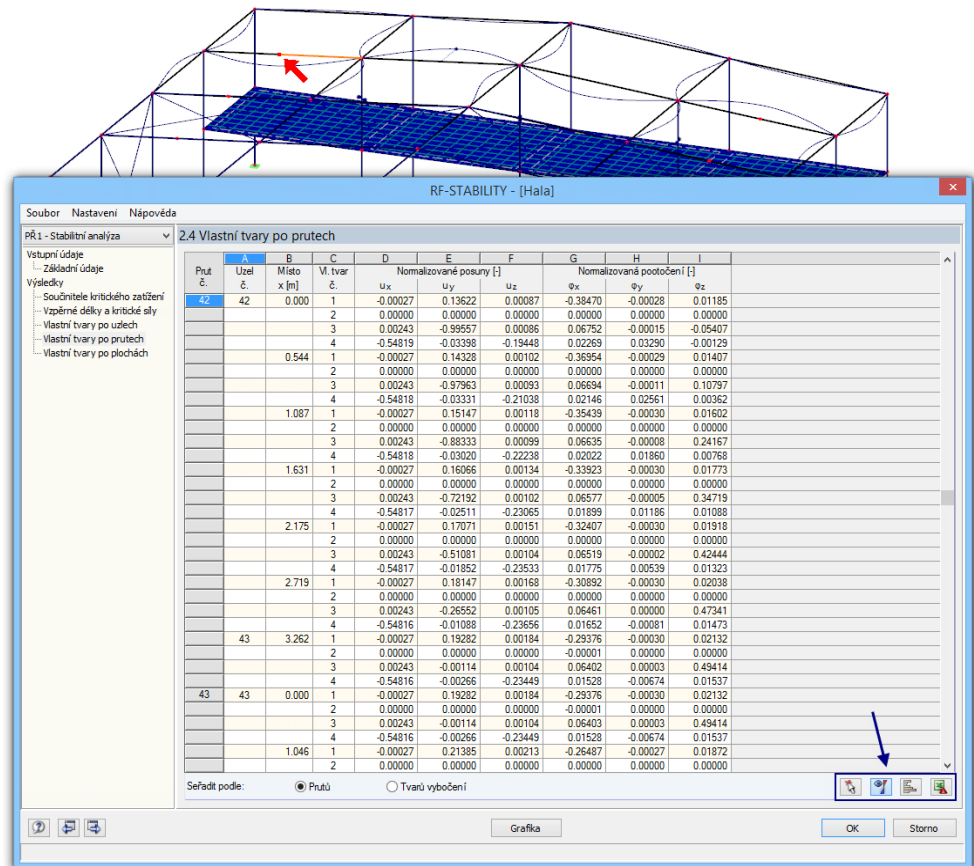 RF-STABILITY - [Hala]
Soubor Nastavení Nápověda
PŘ1 - Stabilitní analýza
2.4 Vlastní tvary po prutech
Vstupní údaje
Základní údaje
Výsledky
Součinitele kritického zatížení
Vzpěrné délky a kritické síly
Vlastní tvary po uzlech
Vlastní tvary po prutech
Vlastní tvary po plochách
A B C D E F G H I
Prut Uzel Místo Vl. tvar Normalizované posuny [-] Normalizovaná pootočení [-]
č. č. x [m] č. ux uy uz φx φy φz
42 42 0.000 1 -0.00027 0.13622 0.00087 -0.38470 -0.00028 0.01185
2 0.00000 0.00000 0.00000 0.00000 0.00000 0.00000
3 0.00243 -0.99557 0.00086 0.06752 -0.00015 -0.05407
4 -0.54819 -0.03398 -0.19448 0.02269 0.03290 -0.00129
0.544 1 -0.00027 0.14328 0.00102 -0.36954 -0.00029 0.01407
2 0.00000 0.00000 0.00000 0.00000 0.00000 0.00000
3 0.00243 -0.97963 0.00093 0.06694 -0.00011 0.10797
4 -0.54818 -0.03331 -0.21038 0.02146 0.02561 0.00362
1.087 1 -0.00027 0.15147 0.00118 -0.35439 -0.00030 0.01602
2 0.00000 0.00000 0.00000 0.00000 0.00000 0.00000
3 0.00243 -0.88333 0.00099 0.06635 -0.00008 0.24167
4 -0.54818 -0.03020 -0.22238 0.02022 0.01860 0.00768
1.631 1 -0.00027 0.16066 0.00134 -0.33923 -0.00030 0.01773
2 0.00000 0.00000 0.00000 0.00000 0.00000 0.00000
3 0.00243 -0.72192 0.00102 0.06577 -0.00005 0.34719
4 -0.54817 -0.02511 -0.23065 0.01899 0.01186 0.01088
2.175 1 -0.00027 0.17071 0.00151 -0.32407 -0.00030 0.01918
2 0.00000 0.00000 0.00000 0.00000 0.00000 0.00000
3 0.00243 -0.51081 0.00104 0.06519 -0.00002 0.42444
4 -0.54817 -0.01852 -0.23533 0.01775 0.00539 0.01323
2.719 1 -0.00027 0.18147 0.00168 -0.30892 -0.00030 0.02038
2 0.00000 0.00000 0.00000 0.00000 0.00000 0.00000
3 0.00243 -0.26552 0.00105 0.06461 0.00000 0.47341
4 -0.54816 -0.01088 -0.23656 0.01652 -0.00081 0.01473
43 3.262 1 -0.00027 0.19282 0.00184 -0.29376 -0.00030 0.02132
2 0.00000 0.00000 0.00000 -0.00001 0.00000 0.00000
3 0.00243 -0.00114 0.00104 0.06402 0.00003 0.49414
4 -0.54816 -0.00266 -0.23449 0.01528 -0.00674 0.01537
43 43 0.000 1 -0.00027 0.19282 0.00184 -0.29376 -0.00030 0.02132
2 0.00000 0.00000 0.00000 -0.00001 0.00000 0.00000
3 0.00243 -0.00114 0.00104 0.06403 0.00003 0.49414
4 -0.54816 -0.00266 -0.23449 0.01528 -0.00674 0.01537
1.046 1 -0.00027 0.21385 0.00213 -0.26487 -0.00027 0.01872
2 0.00000 0.00000 0.00000 0.00000 0.00000 0.00000
Seřadit podle: Prutů Tvarů vybočení
Grafika OK Storno